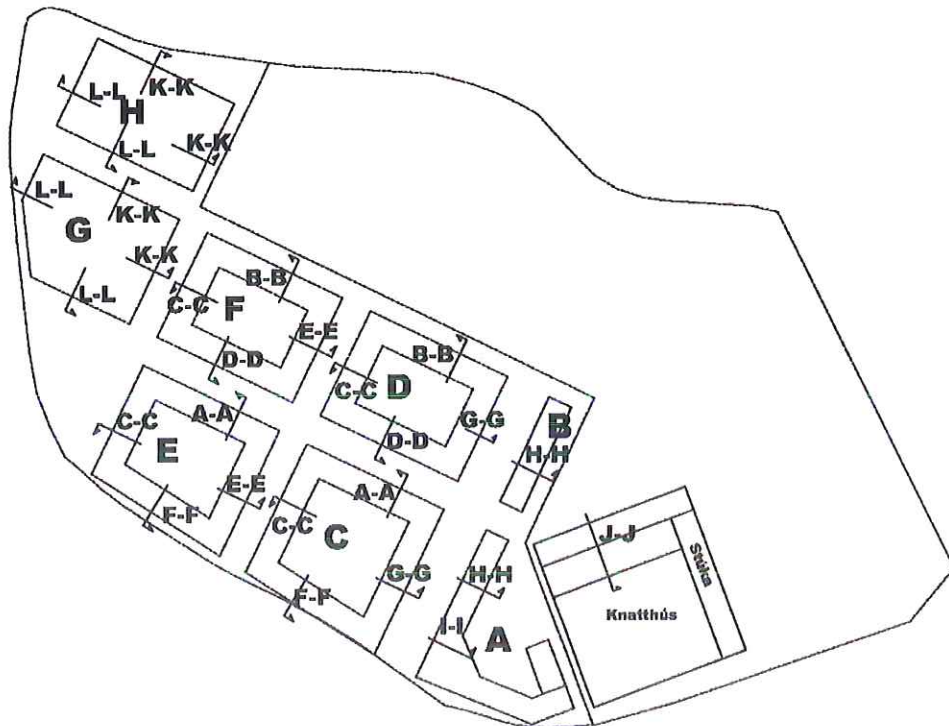 L-L
K-K
H
K-K
L-L
L-L
K-K
G
K-K
L-L
B-B
C-C
F
E-E
D-D
B-B
C-C
D
G-G
D-D
B
H-H
A-A
C-C
E
E-E
F-F
A-A
C-C
C
G-G
F-F
H-H
I-I
A
J-J
Stúka
Knatthús